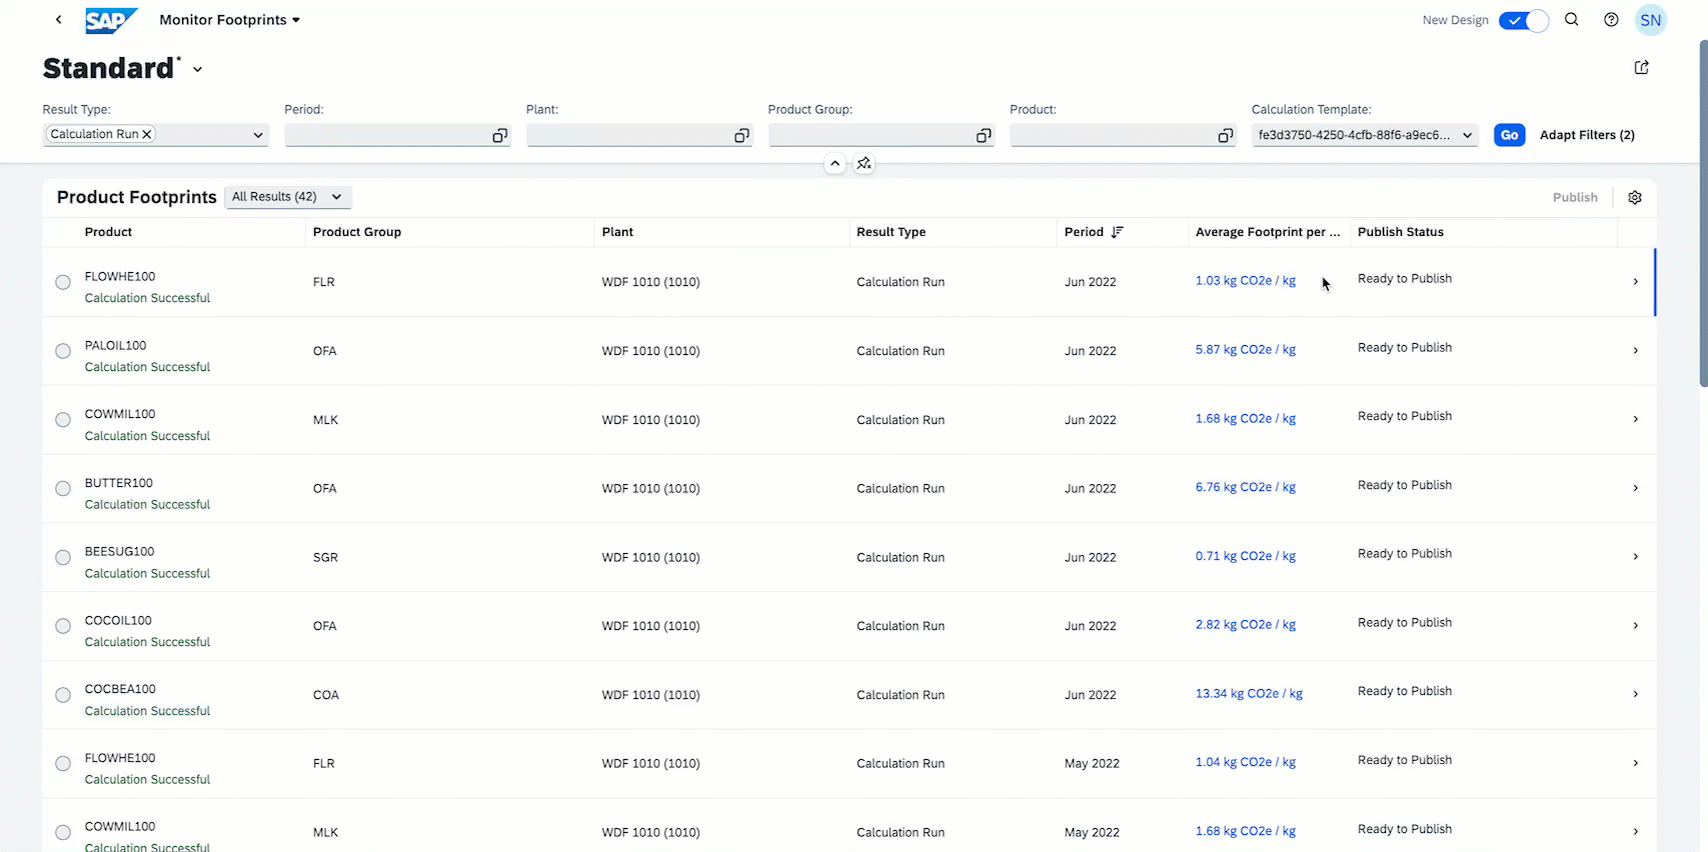 SAP Monitor Footprints New Design SN
Standard*
Result Type: Period: Plant: Product Group: Product: Calculation Template:
Calculation Run fe3d3750-4250-4cfb-88f6-a9ec6... Go Adapt Filters (2)
Product Footprints All Results (42) Publish
Product Product Group Plant Result Type Period Average Footprint per ... Publish Status
FLOWHE100 FLR WDF 1010 (1010) Calculation Run Jun 2022 1.03 kg CO2e / kg Ready to Publish
Calculation Successful
PALOIL100 OFA WDF 1010 (1010) Calculation Run Jun 2022 5.87 kg CO2e / kg Ready to Publish
Calculation Successful
COWMIL100 MLK WDF 1010 (1010) Calculation Run Jun 2022 1.68 kg CO2e / kg Ready to Publish
Calculation Successful
BUTTER100 OFA WDF 1010 (1010) Calculation Run Jun 2022 6.76 kg CO2e / kg Ready to Publish
Calculation Successful
BEESUG100 SGR WDF 1010 (1010) Calculation Run Jun 2022 0.71 kg CO2e / kg Ready to Publish
Calculation Successful
COCOIL100 OFA WDF 1010 (1010) Calculation Run Jun 2022 2.82 kg CO2e / kg Ready to Publish
Calculation Successful
COCBEA100 COA WDF 1010 (1010) Calculation Run Jun 2022 13.34 kg CO2e / kg Ready to Publish
Calculation Successful
FLOWHE100 FLR WDF 1010 (1010) Calculation Run May 2022 1.04 kg CO2e / kg Ready to Publish
Calculation Successful
COWMIL100 MLK WDF 1010 (1010) Calculation Run May 2022 1.68 kg CO2e / kg Ready to Publish
Calculation Successful